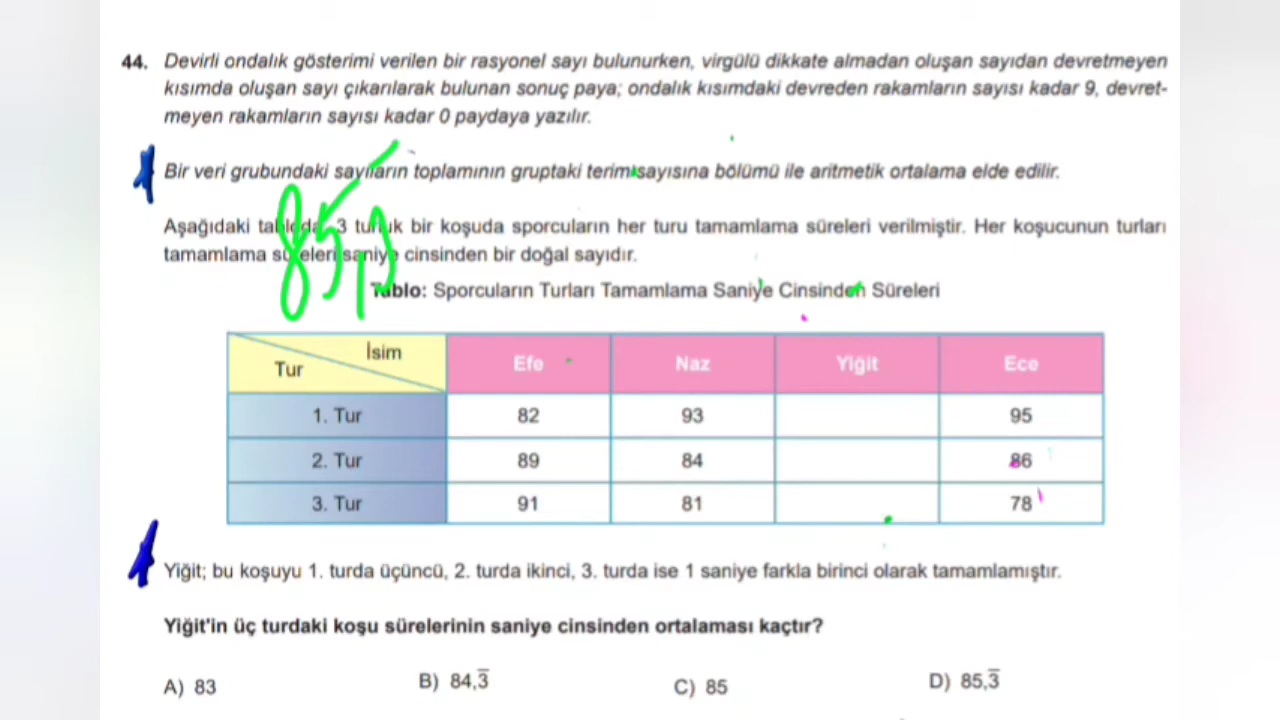 44. Devirli ondalık gösterimi verilen bir rasyonel sayı bulunurken, virgülü dikkate almadan oluşan sayıdan devretmeyen
kısımda oluşan sayı çıkarılarak bulunan sonuç paya; ondalık kısımdaki devreden rakamların sayısı kadar 9, devret-
meyen rakamların sayısı kadar 0 paydaya yazılır.
Bir veri grubundaki sayıların toplamının gruptaki terim sayısına bölümü ile aritmetik ortalama elde edilir.
Aşağıdaki tabloda 3 turluk bir koşuda sporcuların her turu tamamlama süreleri verilmiştir. Her koşucunun turları
tamamlama süreleri saniye cinsinden bir doğal sayıdır.
Tablo: Sporcuların Turları Tamamlama Saniye Cinsinden Süreleri
İsim
Tur
Efe Naz Yiğit Ece
1. Tur 82 93 95
2. Tur 89 84 86
3. Tur 91 81 78
Yiğit; bu koşuyu 1. turda üçüncü, 2. turda ikinci, 3. turda ise 1 saniye farkla birinci olarak tamamlamıştır.
Yiğit'in üç turdaki koşu sürelerinin saniye cinsinden ortalaması kaçtır?
A) 83 B) 84,3̅ C) 85 D) 85,3̅